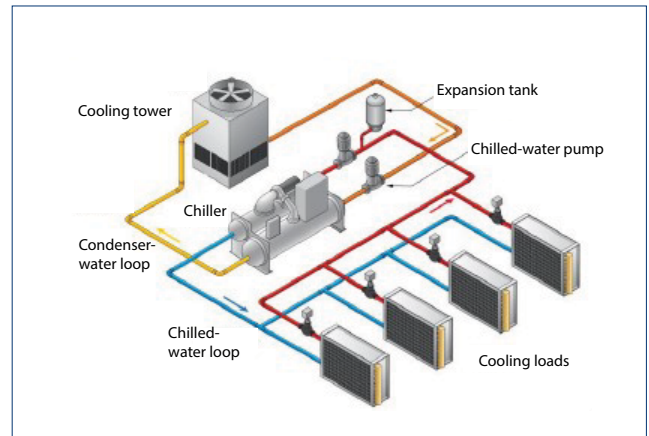 Expansion tank
Cooling tower
Chilled-water pump
Chiller
Condenser-
water loop
Chilled-
water loop
Cooling loads